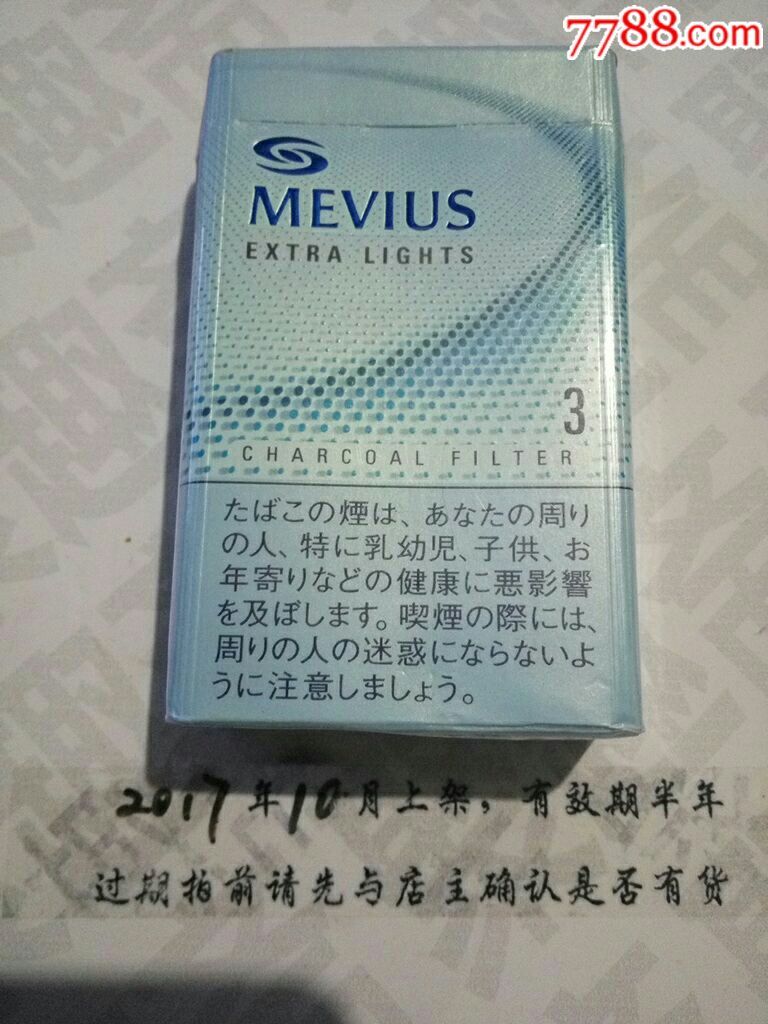 7788.com
MEVIUS
EXTRA LIGHTS
3
CHARCOAL FILTER
たばこの煙は、あなたの周り
の人、特に乳幼児、子供、お
年寄りなどの健康に悪影響
を及ぼします。喫煙の際には、
周りの人の迷惑にならないよ
うに注意しましょう。
2017年10月上架，有效期半年
过期拍前请先与店主确认是否有货